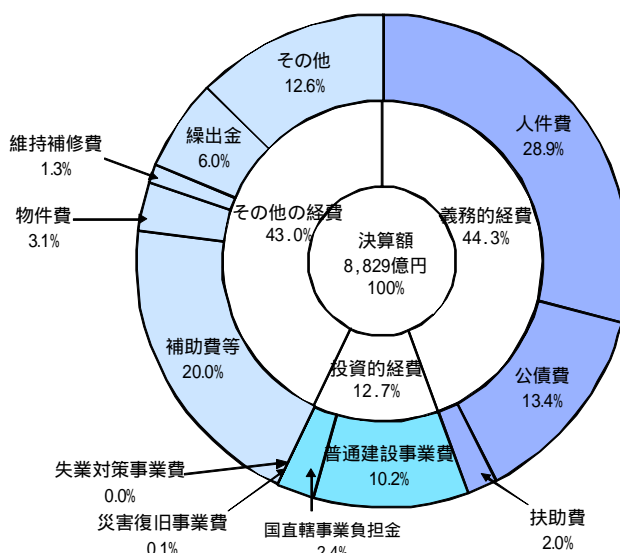 その他
12.6%
人件費
28.9%
繰出金
6.0%
維持補修費
1.3%
物件費
3.1%
その他の経費
43.0%
義務的経費
44.3%
決算額
8,829億円
100%
補助費等
20.0%
投資的経費
12.7%
公債費
13.4%
普通建設事業費
10.2%
失業対策事業費
0.0%
災害復旧事業費
0.1%
国直轄事業負担金
2.4%
扶助費
2.0%